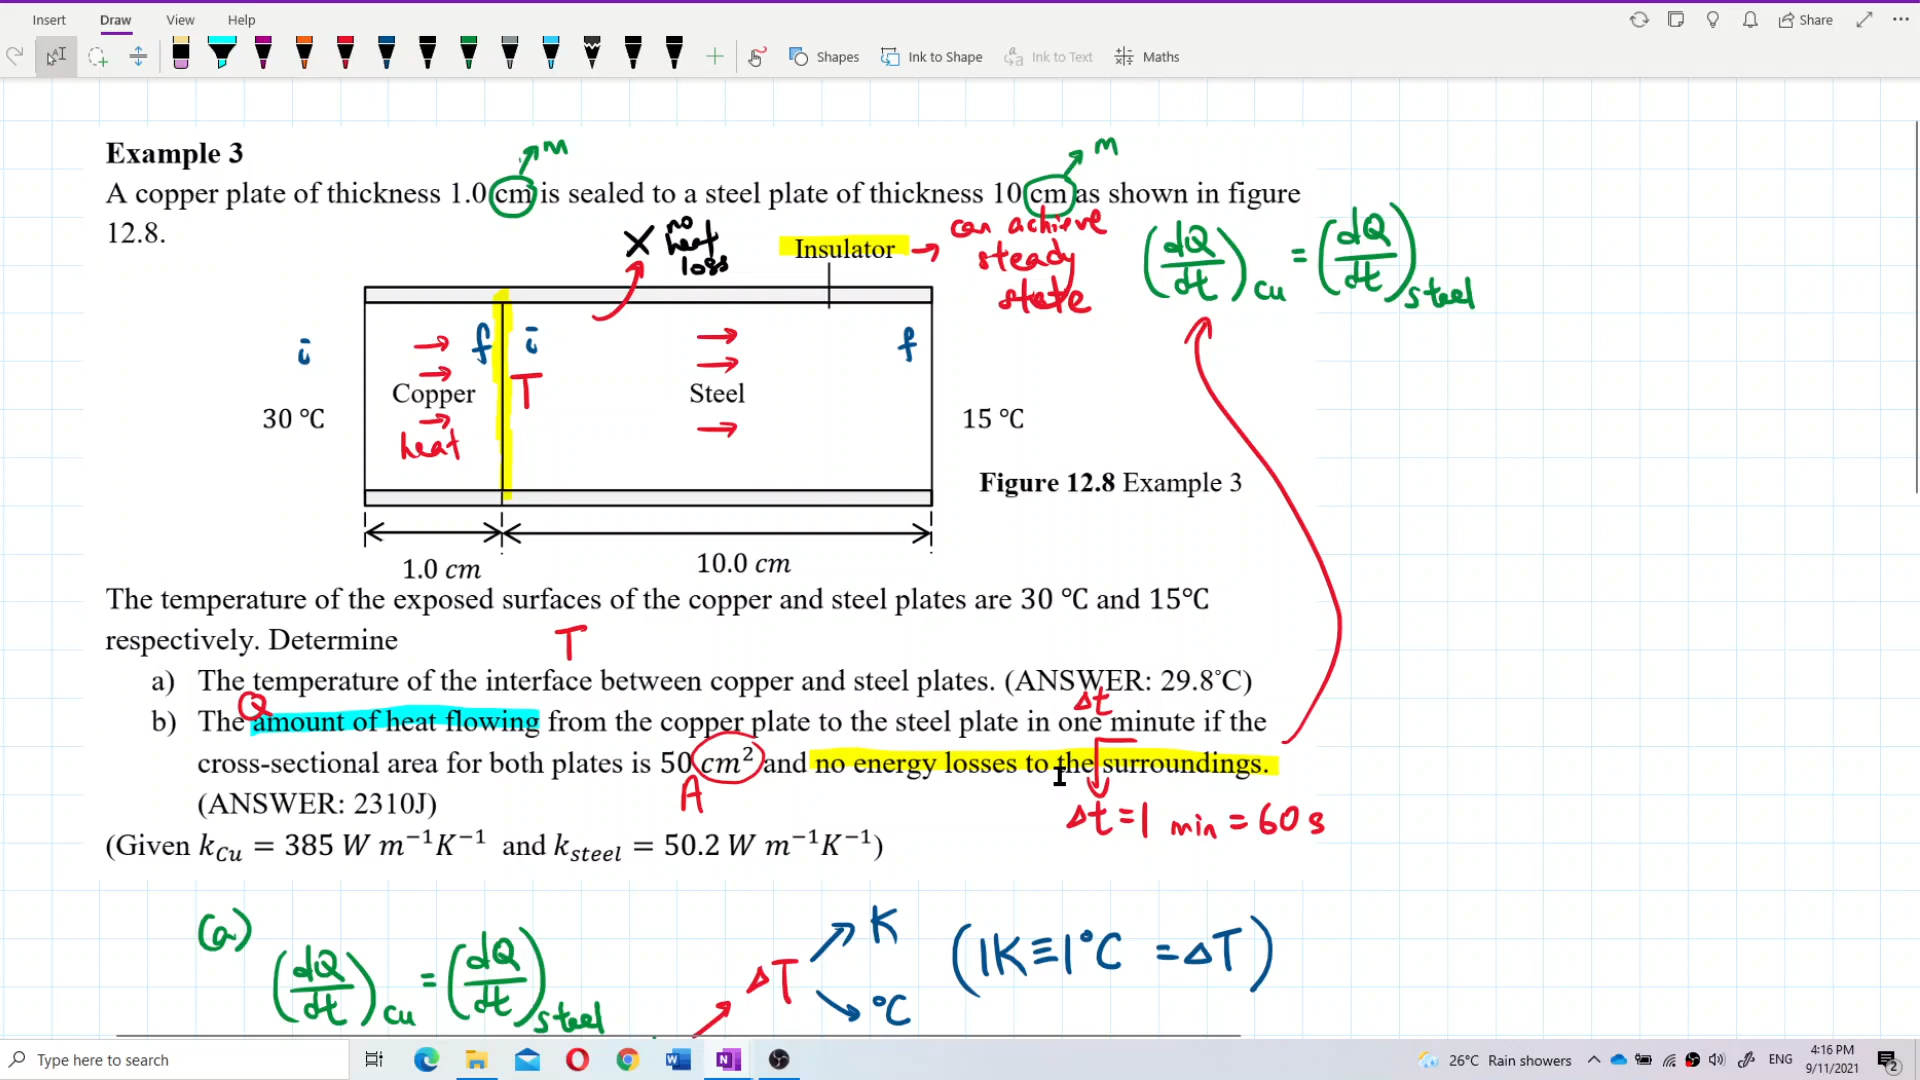 Insert Draw View Help
Share
Shapes Ink to Shape Ink to Text Maths
Example 3
m m
A copper plate of thickness 1.0 cm is sealed to a steel plate of thickness 10 cm as shown in figure
12.8.
X no heat loss
Insulator → can achieve steady state
(dQ/dt)cu = (dQ/dt)steel
i f i f
T
Copper Steel
30 °C 15 °C
heat
Figure 12.8 Example 3
1.0 cm 10.0 cm
The temperature of the exposed surfaces of the copper and steel plates are 30 °C and 15°C
respectively. Determine
T
a) The temperature of the interface between copper and steel plates. (ANSWER: 29.8°C)
Q Δt
b) The amount of heat flowing from the copper plate to the steel plate in one minute if the
cross-sectional area for both plates is 50 cm² and no energy losses to the surroundings.
A
(ANSWER: 2310J)
Δt = 1 min = 60 s
(Given kCu = 385 W m⁻¹K⁻¹ and ksteel = 50.2 W m⁻¹K⁻¹)
(a)
(dQ/dt)cu = (dQ/dt)steel
ΔT K °C
(1K ≡ 1°C = ΔT)
Type here to search
26°C Rain showers
ENG
4:16 PM
9/11/2021
2